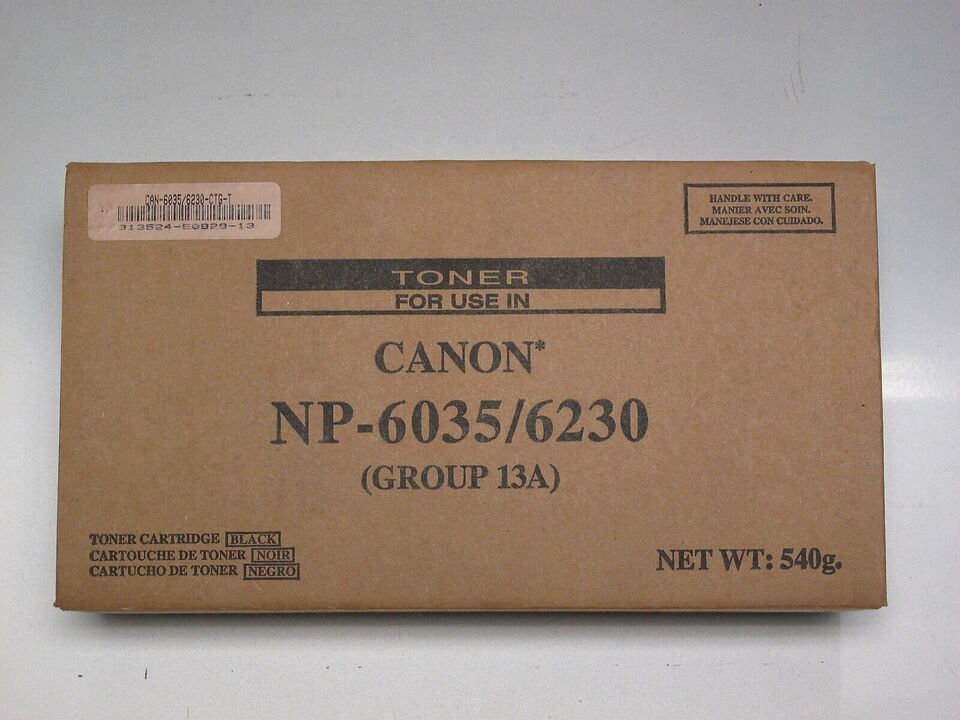 CAN-6035/6230-CTG-T
313524-50829-13
HANDLE WITH CARE.
MANIER AVEC SOIN.
MANEJESE CON CUIDADO.
TONER
FOR USE IN
CANON*
NP-6035/6230
(GROUP 13A)
TONER CARTRIDGE BLACK
CARTOUCHE DE TONER NOIR
CARTUCHO DE TONER NEGRO
NET WT: 540g.